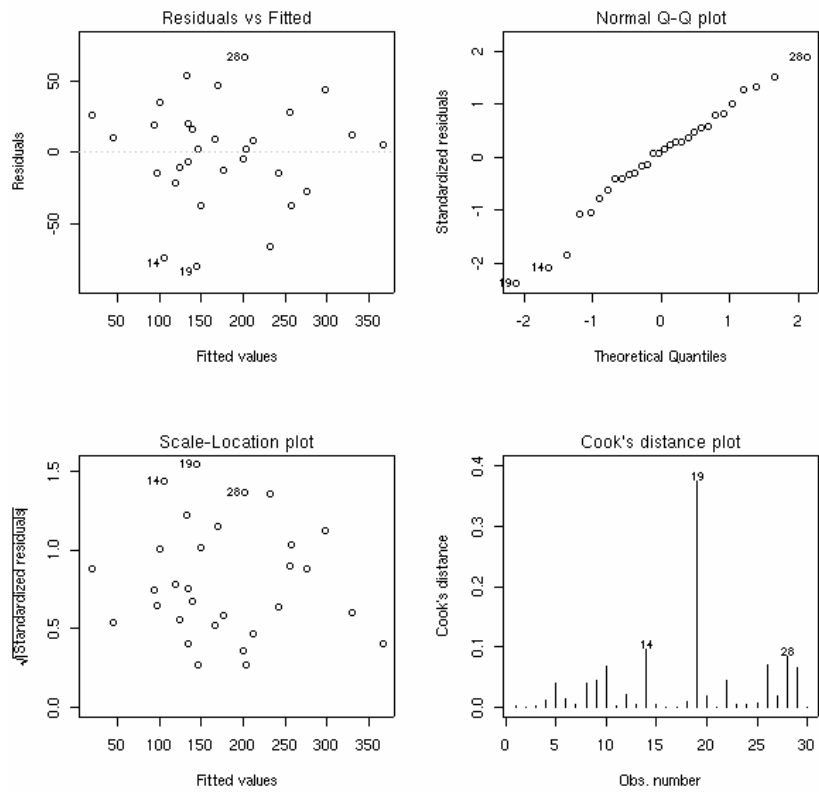 Residuals vs Fitted
Residuals
50
0
-50
28
14
19
50 100 150 200 250 300 350
Fitted values
Normal Q-Q plot
Standardized residuals
2
1
0
-1
-2
28
14
19
-2 -1 0 1 2
Theoretical Quantiles
Scale-Location plot
√|Standardized residuals|
1.5
1.0
0.5
0.0
19
14
28
50 100 150 200 250 300 350
Fitted values
Cook's distance plot
Cook's distance
0.4
0.3
0.2
0.1
0.0
19
14
28
0 5 10 15 20 25 30
Obs. number